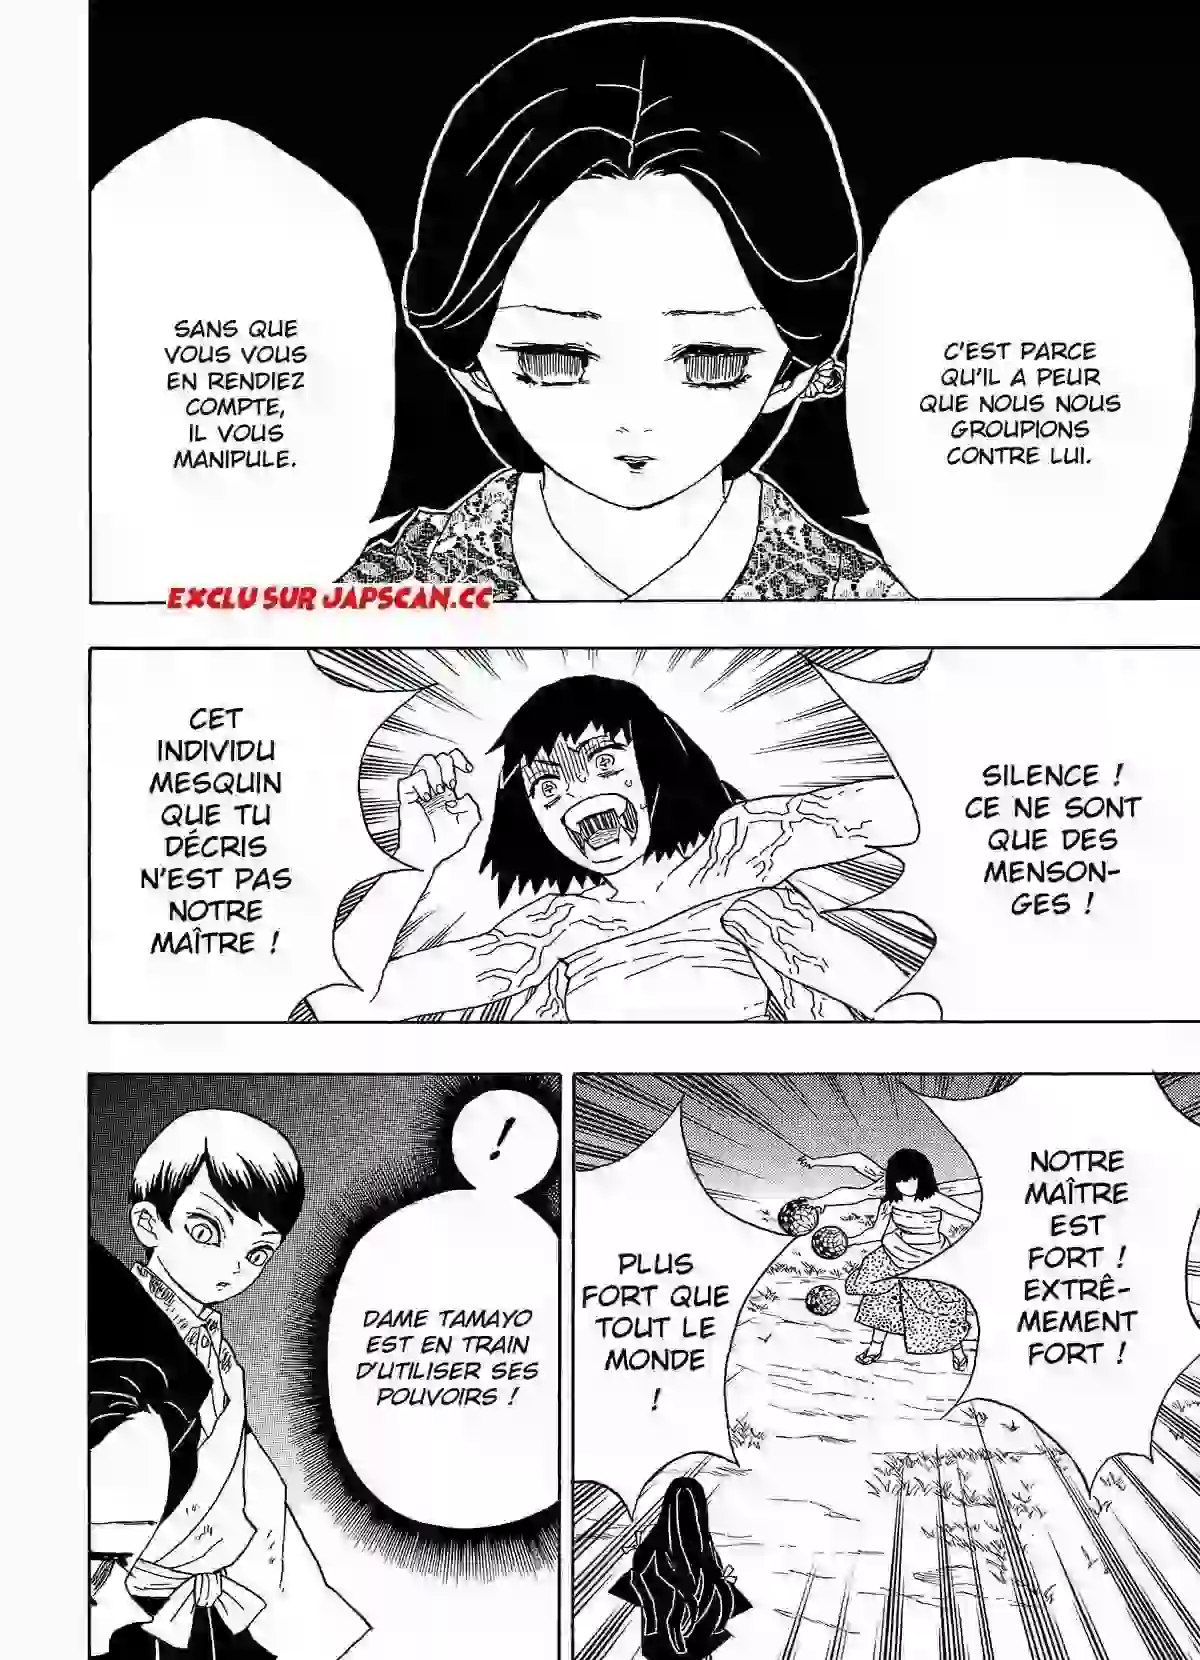 C'EST PARCE
QU'IL A PEUR
QUE NOUS NOUS
GROUPIONS
CONTRE LUI.
SANS QUE
VOUS VOUS
EN RENDIEZ
COMPTE,
IL VOUS
MANIPULE.
EXCLU SUR JAPSCAN.CC
SILENCE !
CE NE SONT
QUE DES
MENSON-
GES !
CET
INDIVIDU
MESQUIN
QUE TU
DÉCRIS
N'EST PAS
NOTRE
MAÎTRE !
NOTRE
MAÎTRE
EST
FORT !
EXTRÊ-
MEMENT
FORT !
PLUS
FORT QUE
TOUT LE
MONDE
!
!
DAME TAMAYO
EST EN TRAIN
D'UTILISER SES
POUVOIRS !